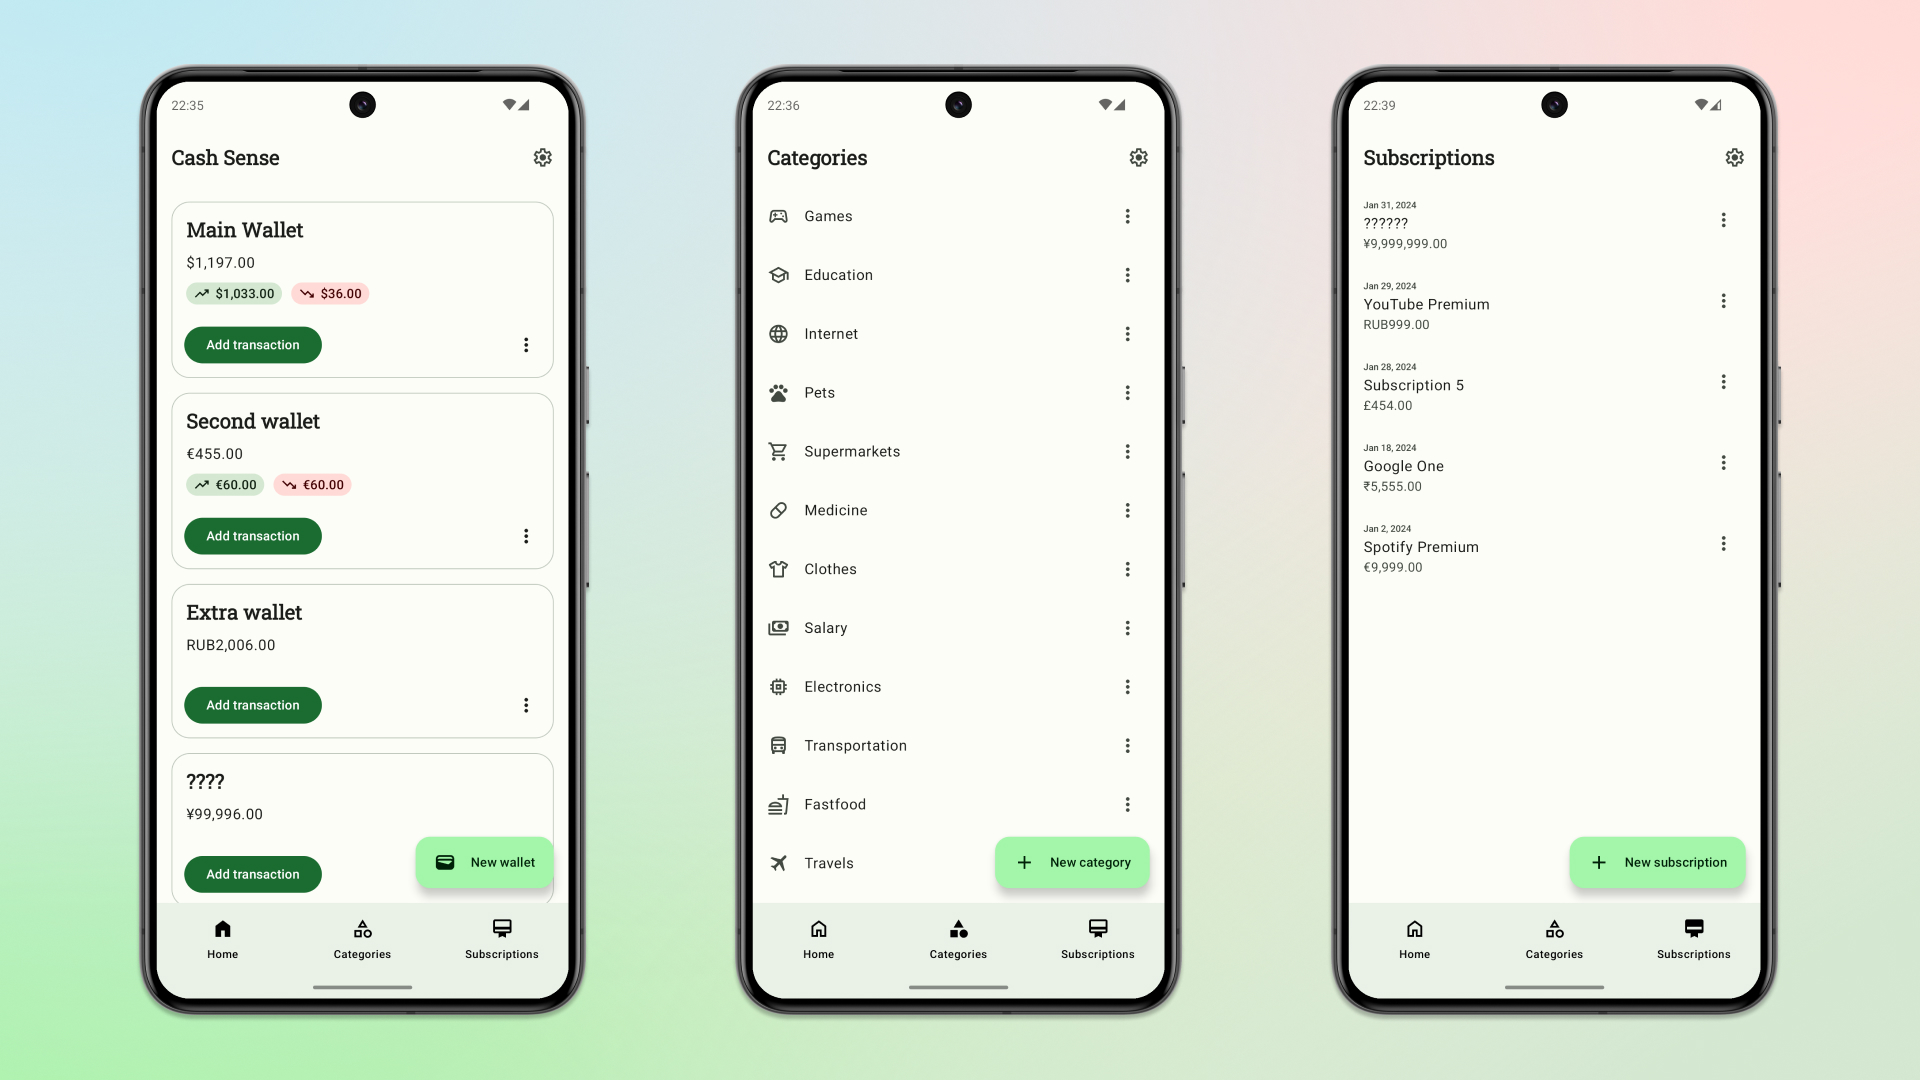 22:35
Cash Sense
Main Wallet
$1,197.00
$1,033.00 $36.00
Add transaction
Second wallet
€455.00
€60.00 €60.00
Add transaction
Extra wallet
RUB2,006.00
Add transaction
????
¥99,996.00
Add transaction
New wallet
Home Categories Subscriptions
22:36
Categories
Games
Education
Internet
Pets
Supermarkets
Medicine
Clothes
Salary
Electronics
Transportation
Fastfood
Travels
New category
Home Categories Subscriptions
22:39
Subscriptions
Jan 31, 2024
??????
¥9,999,999.00
Jan 29, 2024
YouTube Premium
RUB999.00
Jan 28, 2024
Subscription 5
£454.00
Jan 18, 2024
Google One
₹5,555.00
Jan 2, 2024
Spotify Premium
€9,999.00
New subscription
Home Categories Subscriptions